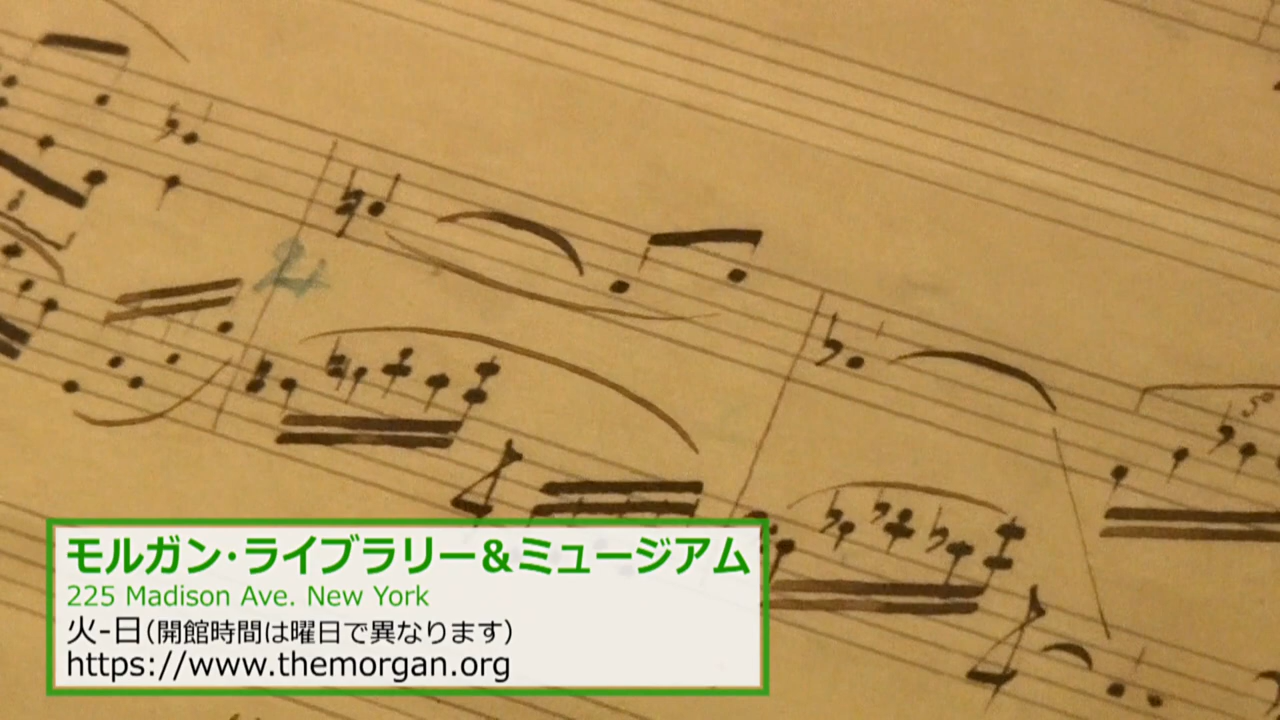 モルガン・ライブラリー&ミュージアム
225 Madison Ave. New York
火-日(開館時間は曜日で異なります)
https://www.themorgan.org